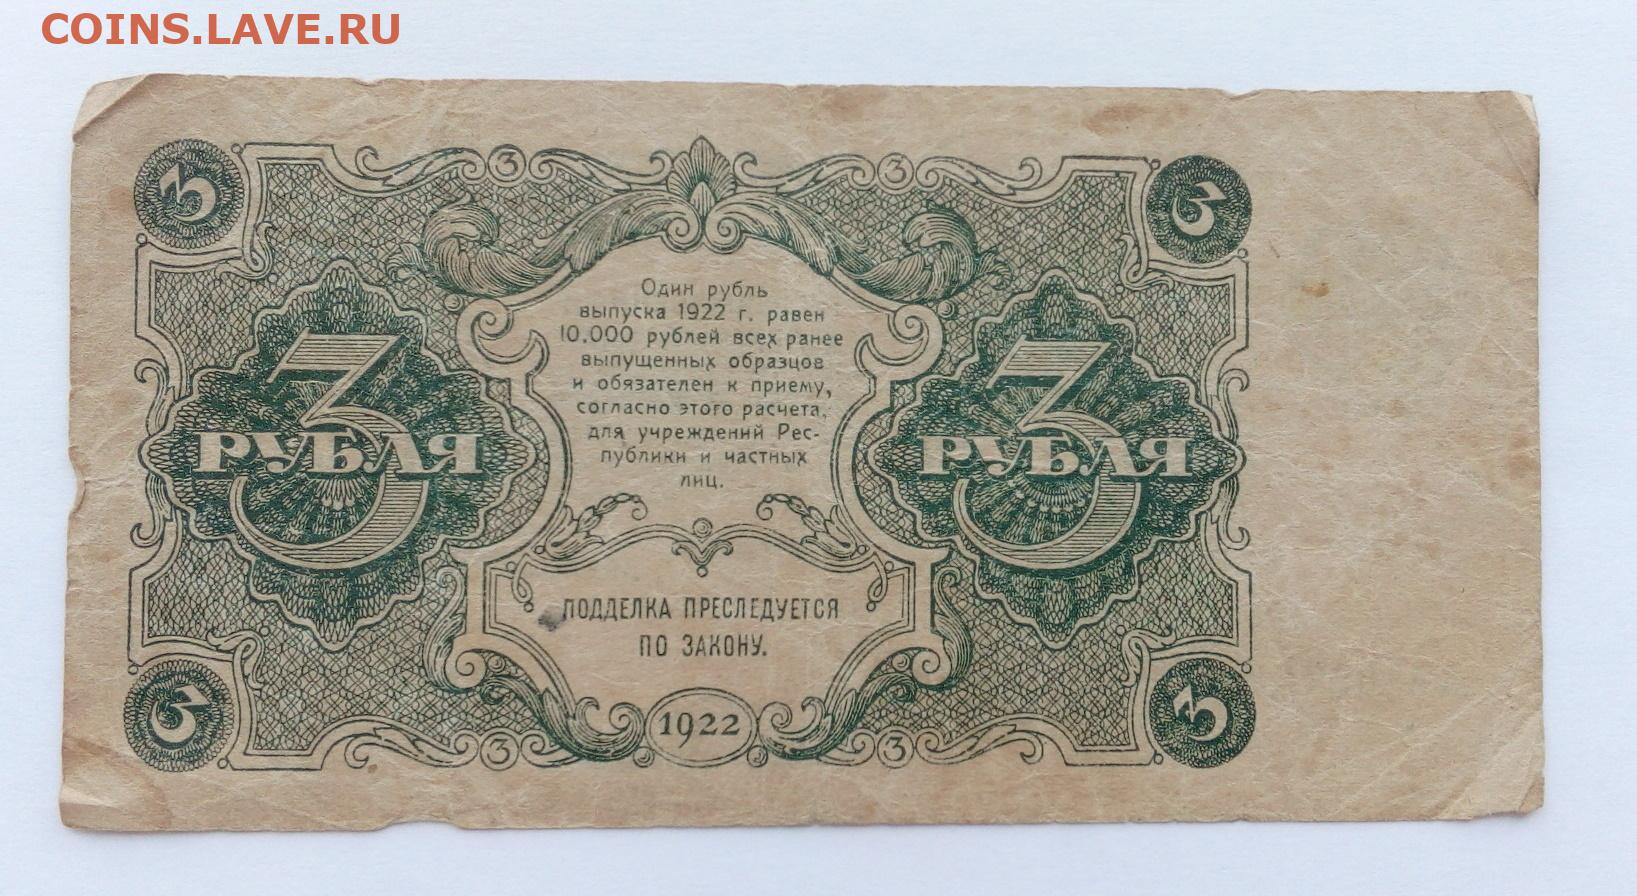 COINS.LAVE.RU
3 3 3 3
Один рубль
выпуска 1922 г. равен
10.000 рублей всех ранее
выпущенных образцов
и обязателен к приему,
согласно этого расчета,
для учреждений Рес-
публики и частных
лиц.
3 РУБЛЯ
3 РУБЛЯ
ПОДДЕЛКА ПРЕСЛЕДУЕТСЯ
ПО ЗАКОНУ.
3 3 1922 3 3